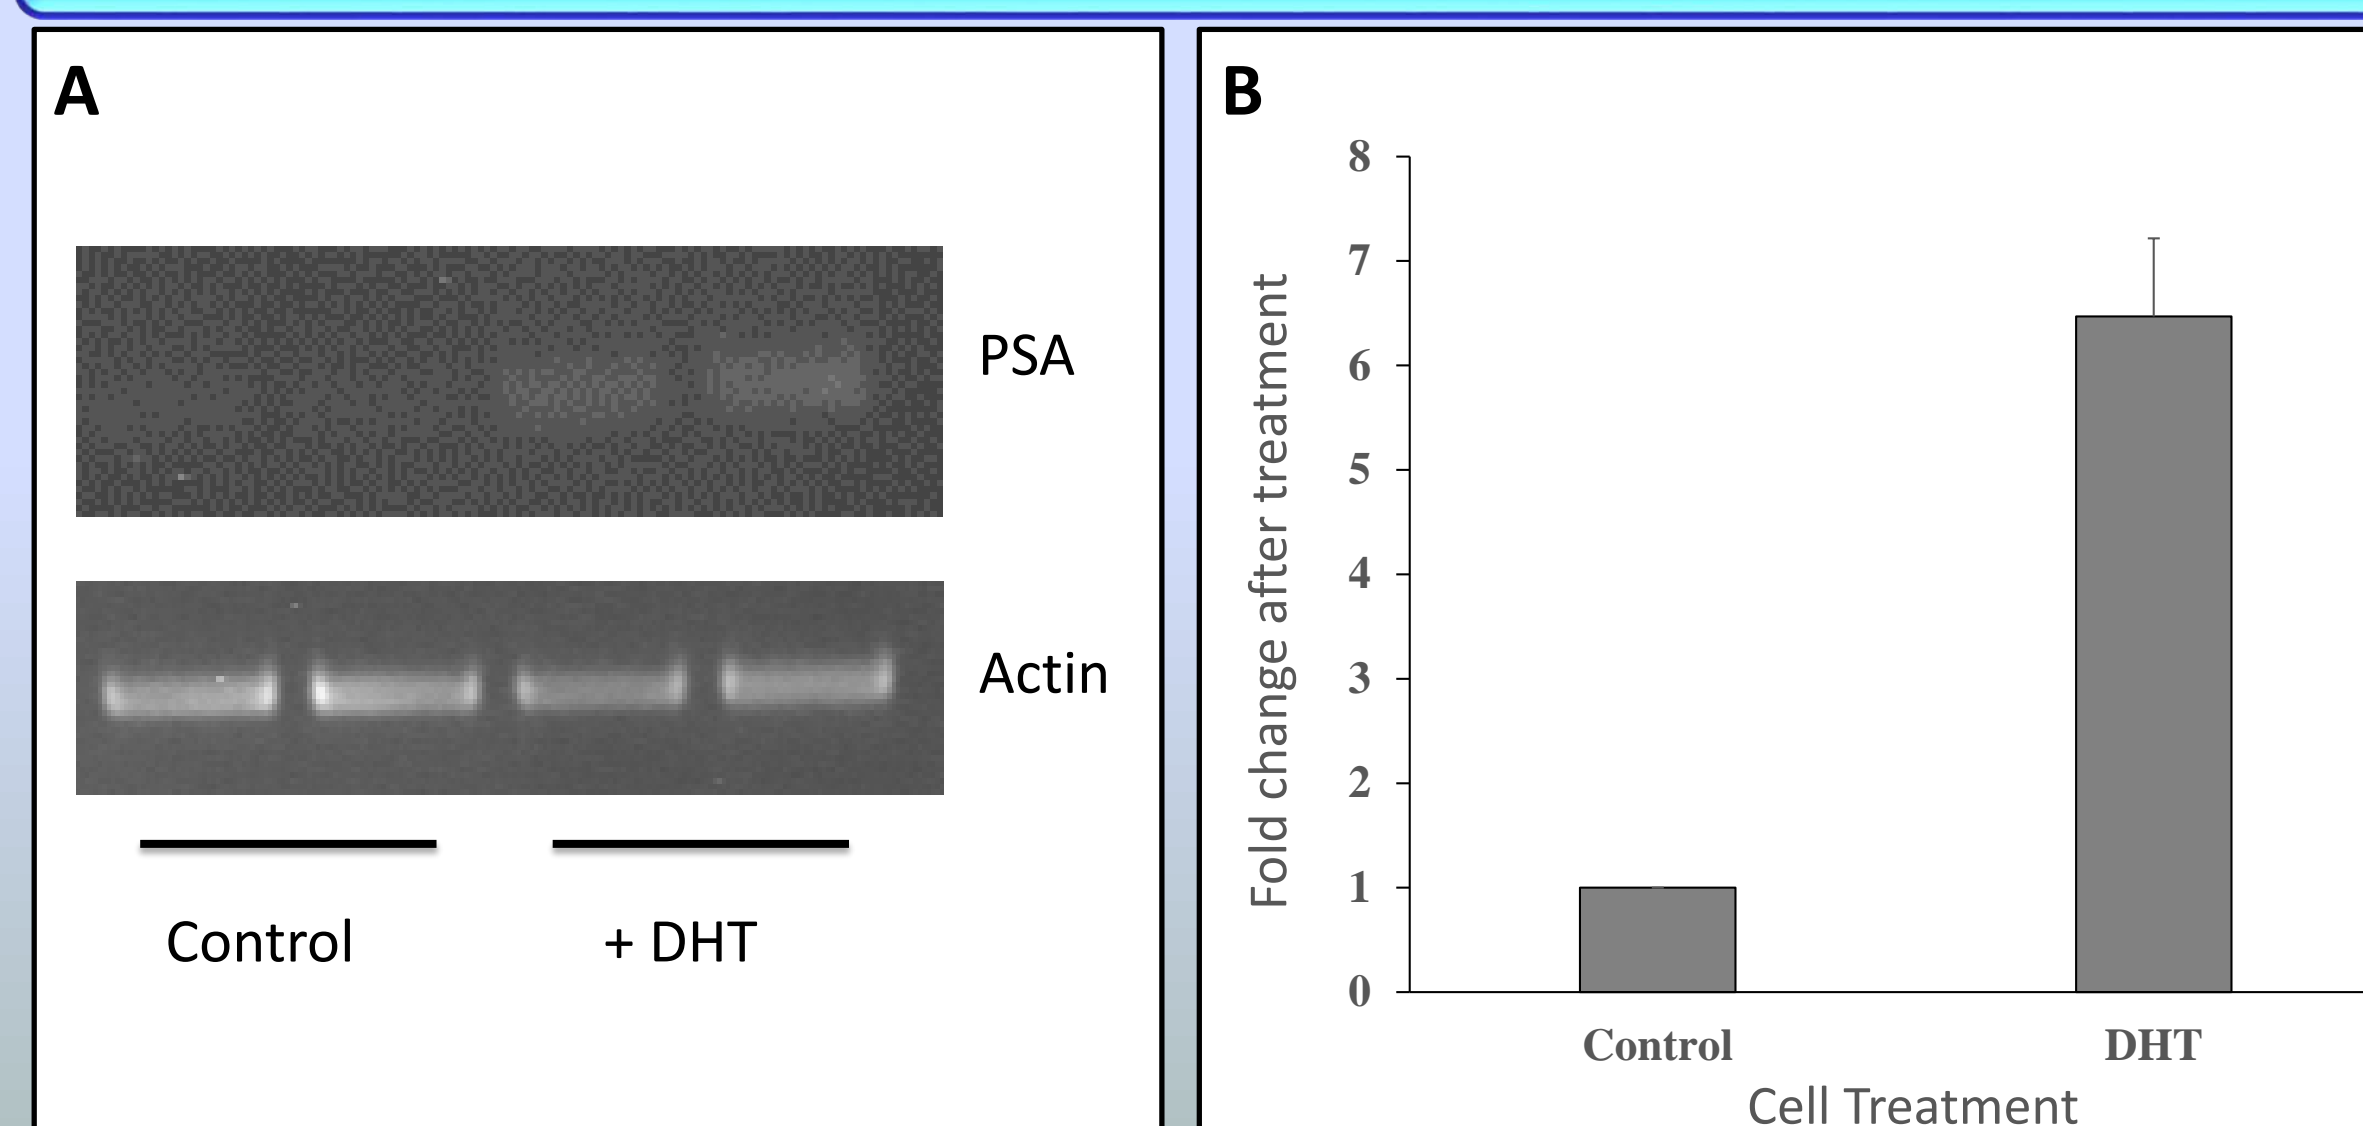 A
PSA
Actin
Control
+ DHT
B
Fold change after treatment
8
7
6
5
4
3
2
1
0
Control
DHT
Cell Treatment